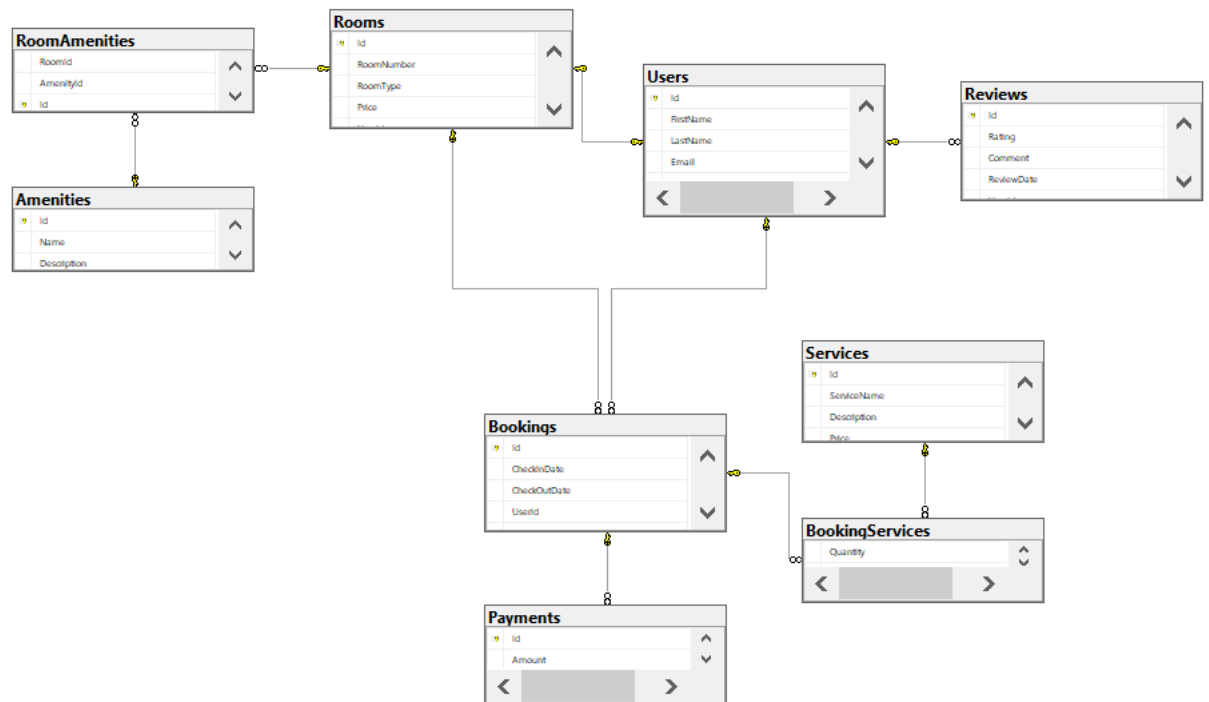 RoomAmenities
RoomId
AmenityId
Id
Rooms
Id
RoomNumber
RoomType
Price
Users
Id
FirstName
LastName
Email
Reviews
Id
Rating
Comment
ReviewDate
Amenities
Id
Name
Description
Services
Id
ServiceName
Description
Price
Bookings
Id
CheckInDate
CheckOutDate
UserId
BookingServices
Quantity
Payments
Id
Amount